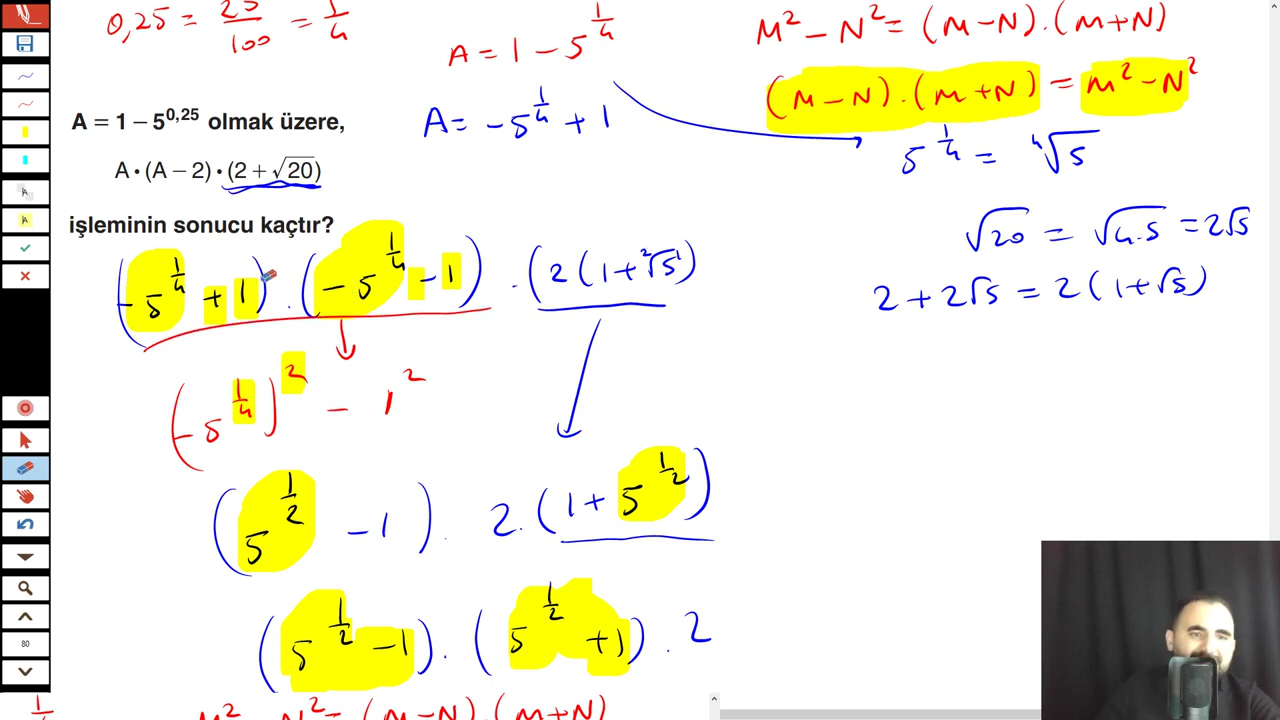 0,25 = 25/100 = 1/4
A = 1 − 5^(1/4)
M² − N² = (M−N).(M+N)
(M−N).(M+N) = M² − N²
A = 1 − 5^0,25 olmak üzere,
A = −5^(1/4) + 1
5^(1/4) = ⁴√5
A • (A − 2) • (2 + √20)
işleminin sonucu kaçtır?
√20 = √4.5 = 2√5
(−5^(1/4) + 1) . (−5^(1/4) − 1) . (2(1+²√5¹)
2 + 2√5 = 2(1+√5)
(−5^(1/4))² − 1²
(5^(1/2) − 1) . 2.(1 + 5^(1/2))
(5^(1/2) − 1) . (5^(1/2) + 1) . 2
80
1/4
M² − N² = (M−N).(M+N)